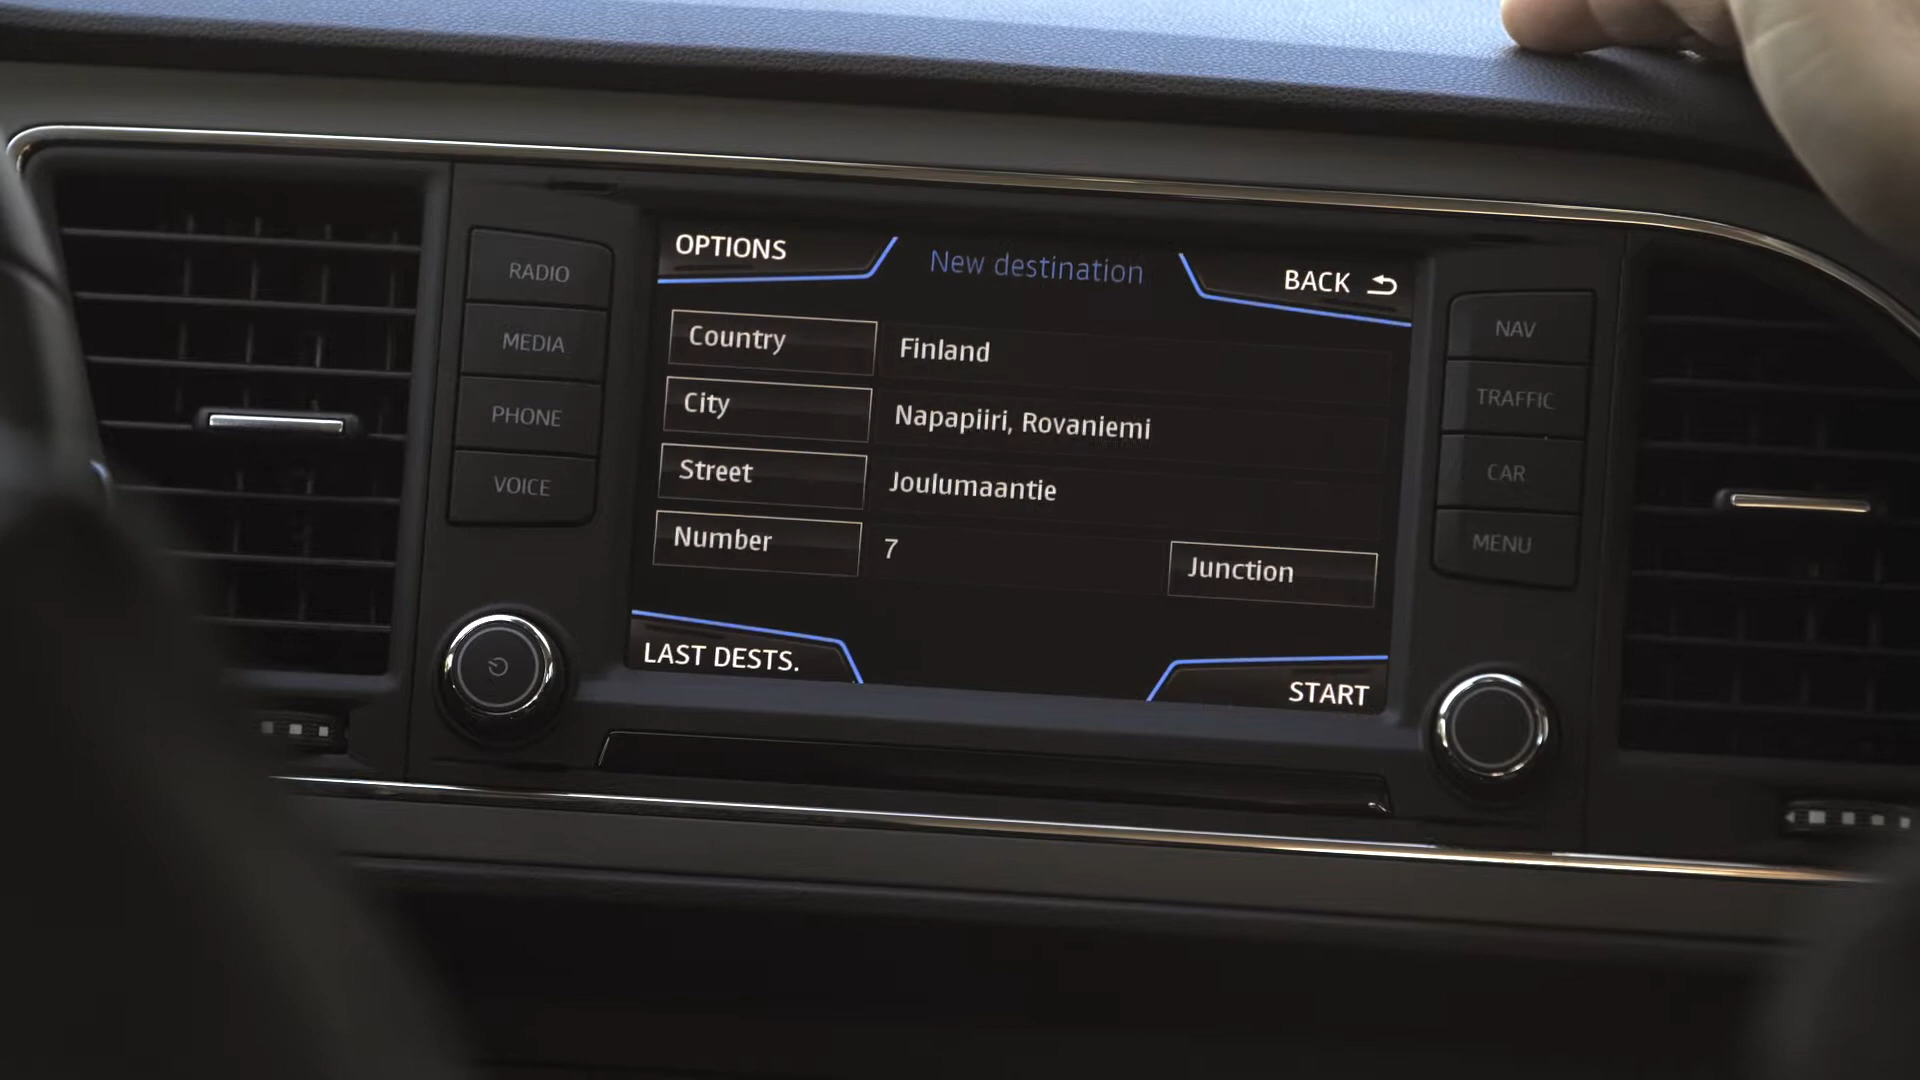 RADIO
MEDIA
PHONE
VOICE
OPTIONS
New destination
BACK
Country
Finland
City
Napapiiri, Rovaniemi
Street
Joulumaantie
Number
7
Junction
LAST DESTS.
START
NAV
TRAFFIC
CAR
MENU